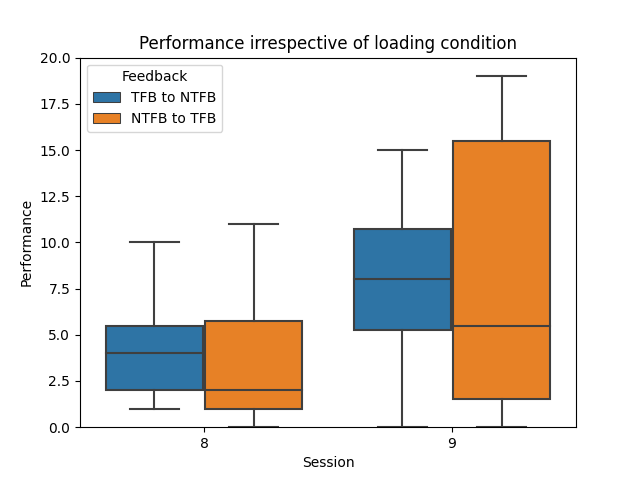 Performance irrespective of loading condition
Feedback
TFB to NTFB
NTFB to TFB
20.0
17.5
15.0
12.5
10.0
7.5
5.0
2.5
0.0
Performance
8
9
Session